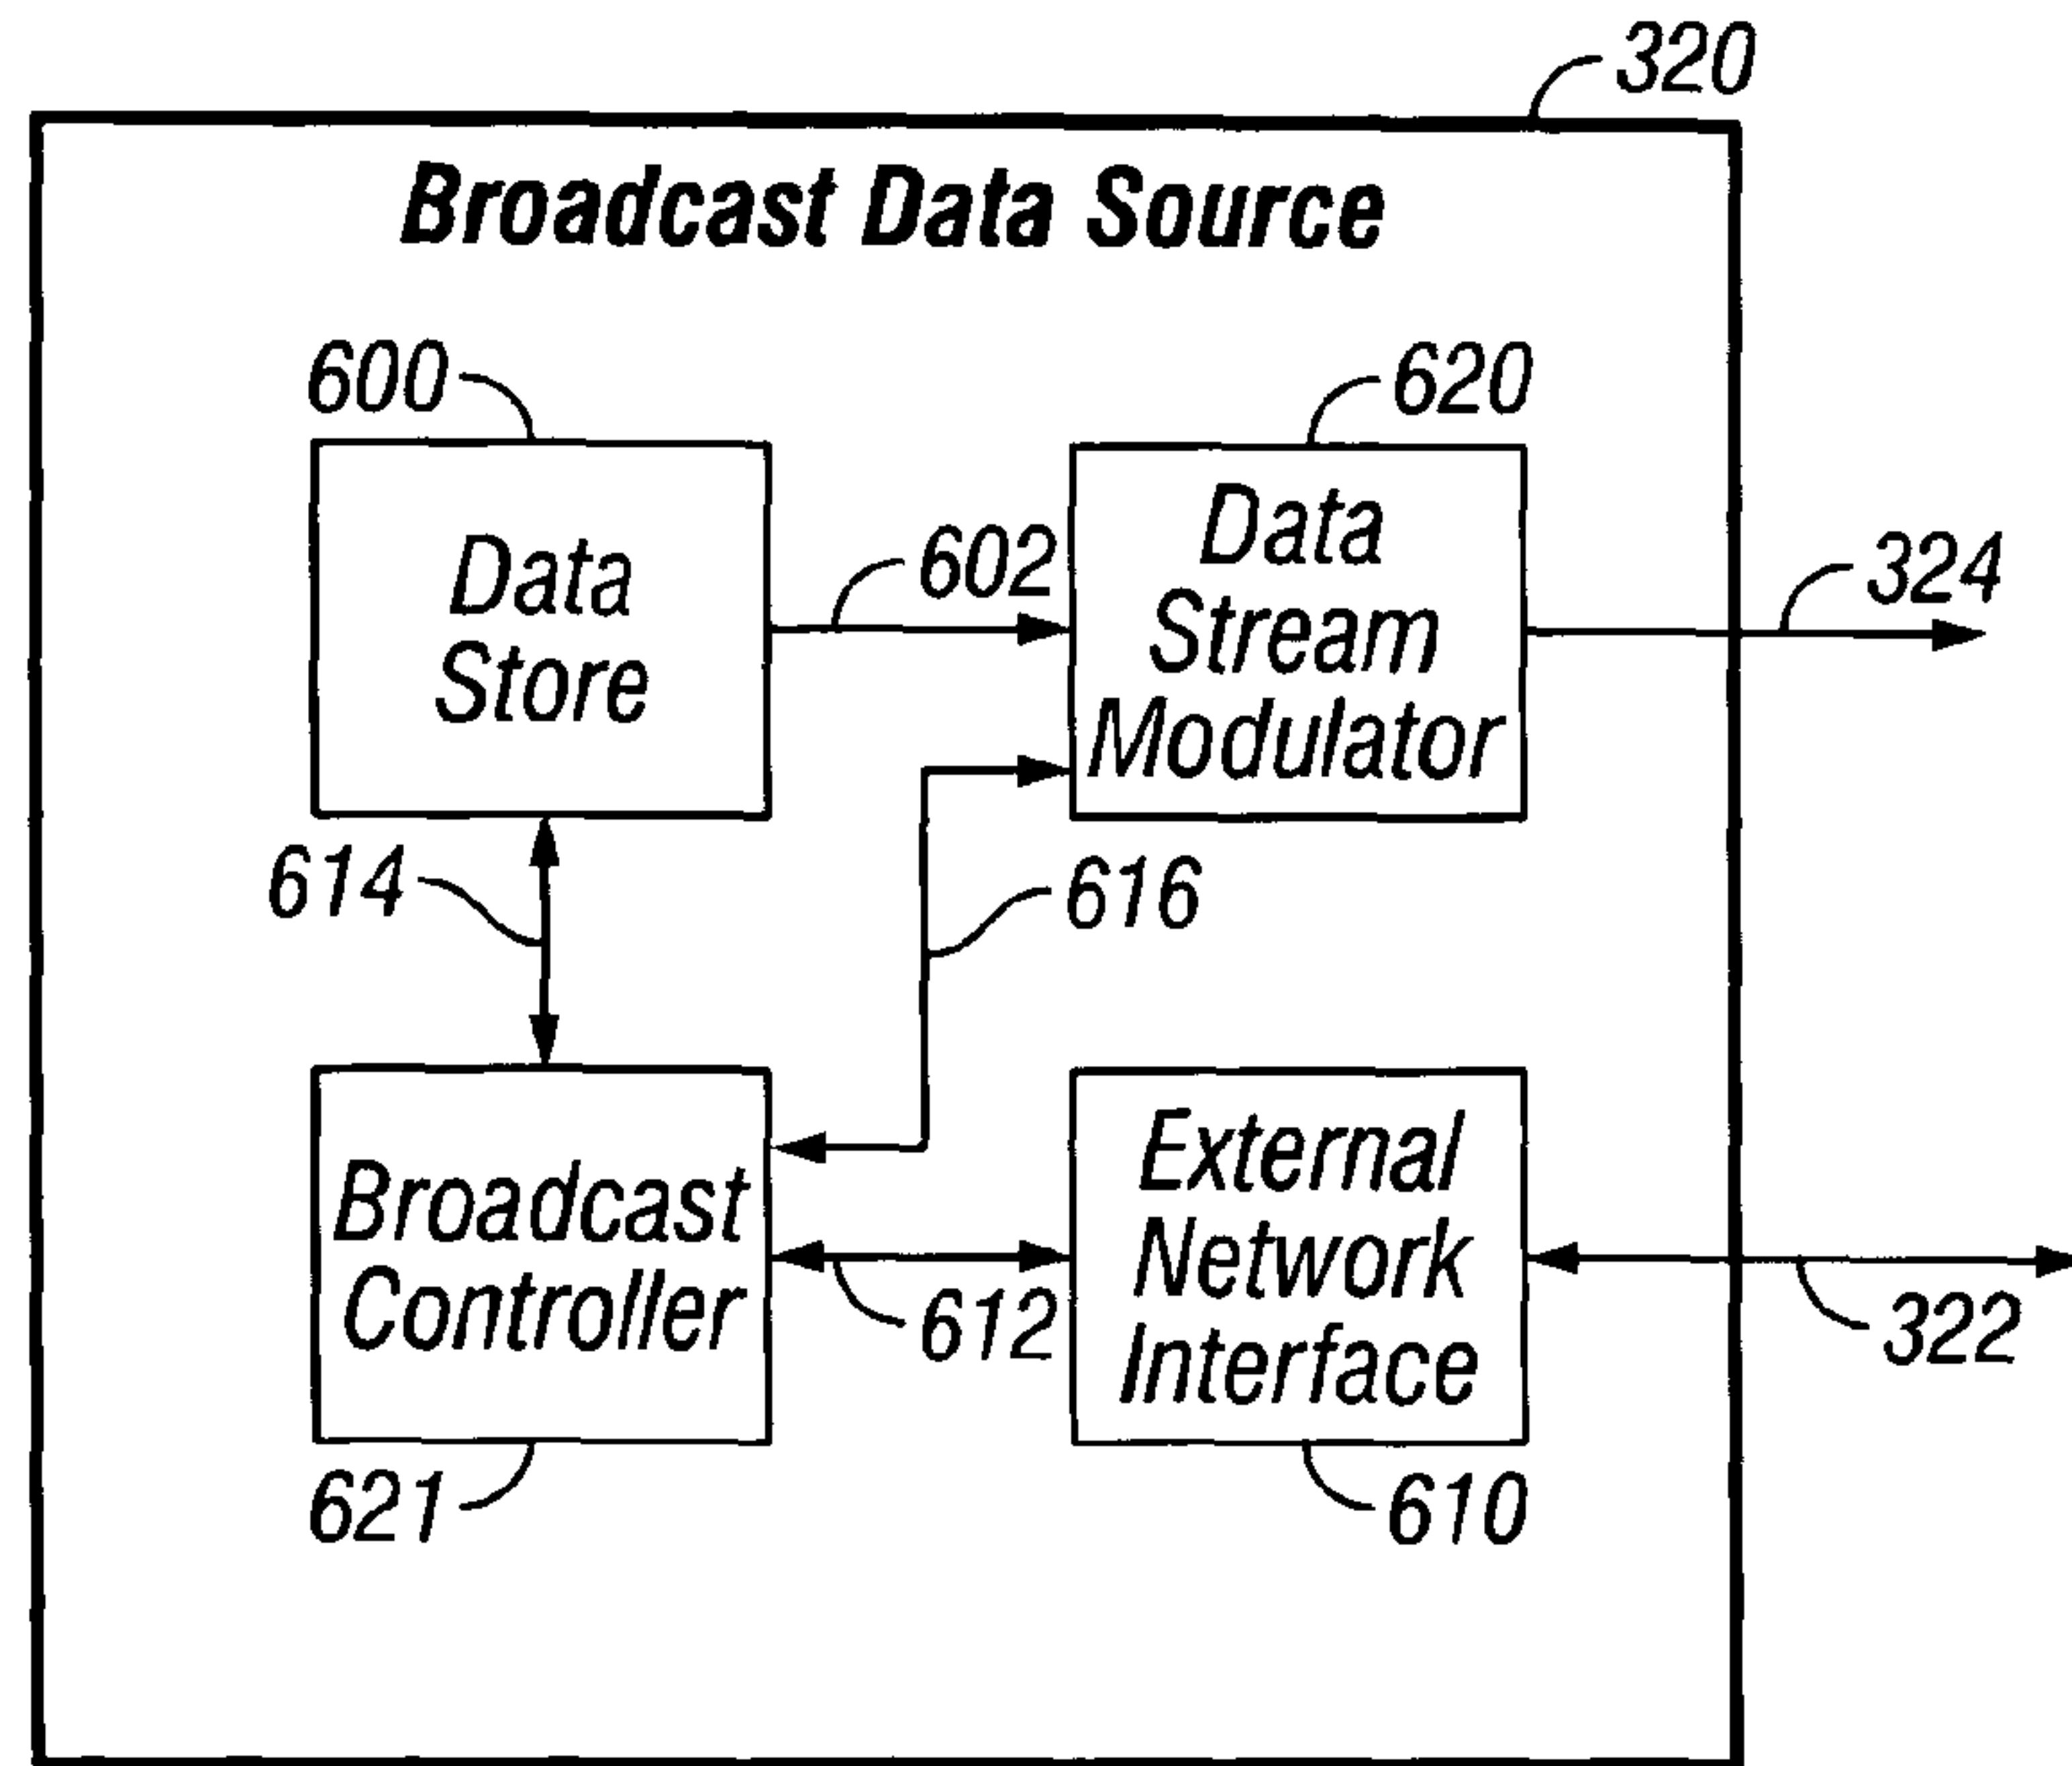 320
Broadcast Data Source
600
620
Data
Store
602
Data
Stream
Modulator
324
614
616
Broadcast
Controller
612
External
Network
Interface
322
621
610